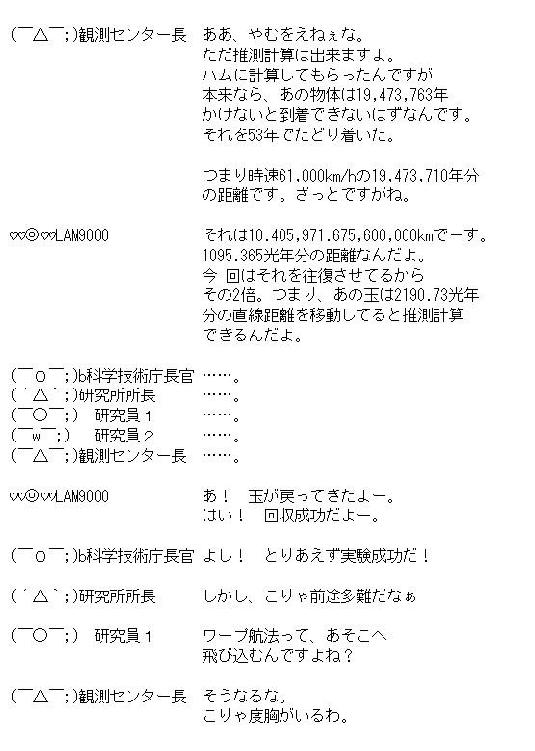 (￣△￣;)観測センター長　ああ、やむをえねぇな。
ただ推測計算は出来ますよ。
ハムに計算してもらったんですが
本来なら、あの物体は19,473,763年
かけないと到着できないはずなんです。
それを53年でたどり着いた。
つまり時速61,000km/hの19,473,710年分
の距離です。ざっとですがね。
∞◎∞LAM9000　それは10,405,971,675,600,000kmでーす。
1095.365光年分の距離なんだよ。
今回はそれを往復させてるから
その2倍。つまり、あの玉は2190.73光年
分の直線距離を移動してると推測計算
できるんだよ。
(￣０￣;)b科学技術庁長官　……。
(´△｀;)研究所所長　……。
(￣○￣;)　研究員１　……。
(￣w￣;)　研究員２　……。
(￣△￣;)観測センター長　……。
∞◎∞LAM9000　あ！　玉が戻ってきたよー。
はい！　回収成功だよー。
(￣０￣;)b科学技術庁長官　よし！　とりあえず実験成功だ！
(´△｀;)研究所所長　しかし、こりゃ前途多難だなぁ
(￣○￣;)　研究員１　ワープ航法って、あそこへ
飛び込むんですよね？
(￣△￣;)観測センター長　そうなるな。
こりゃ度胸がいるわ。